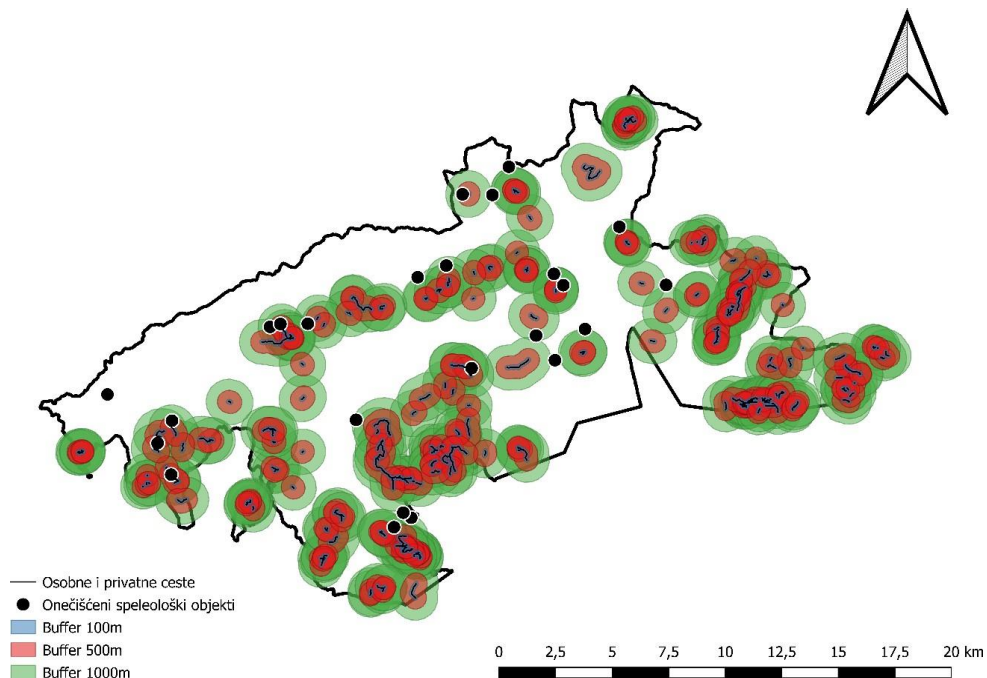 Osobne i privatne ceste
Onečišćeni speleološki objekti
Buffer 100m
Buffer 500m
Buffer 1000m
0 2,5 5 7,5 10 12,5 15 17,5 20 km